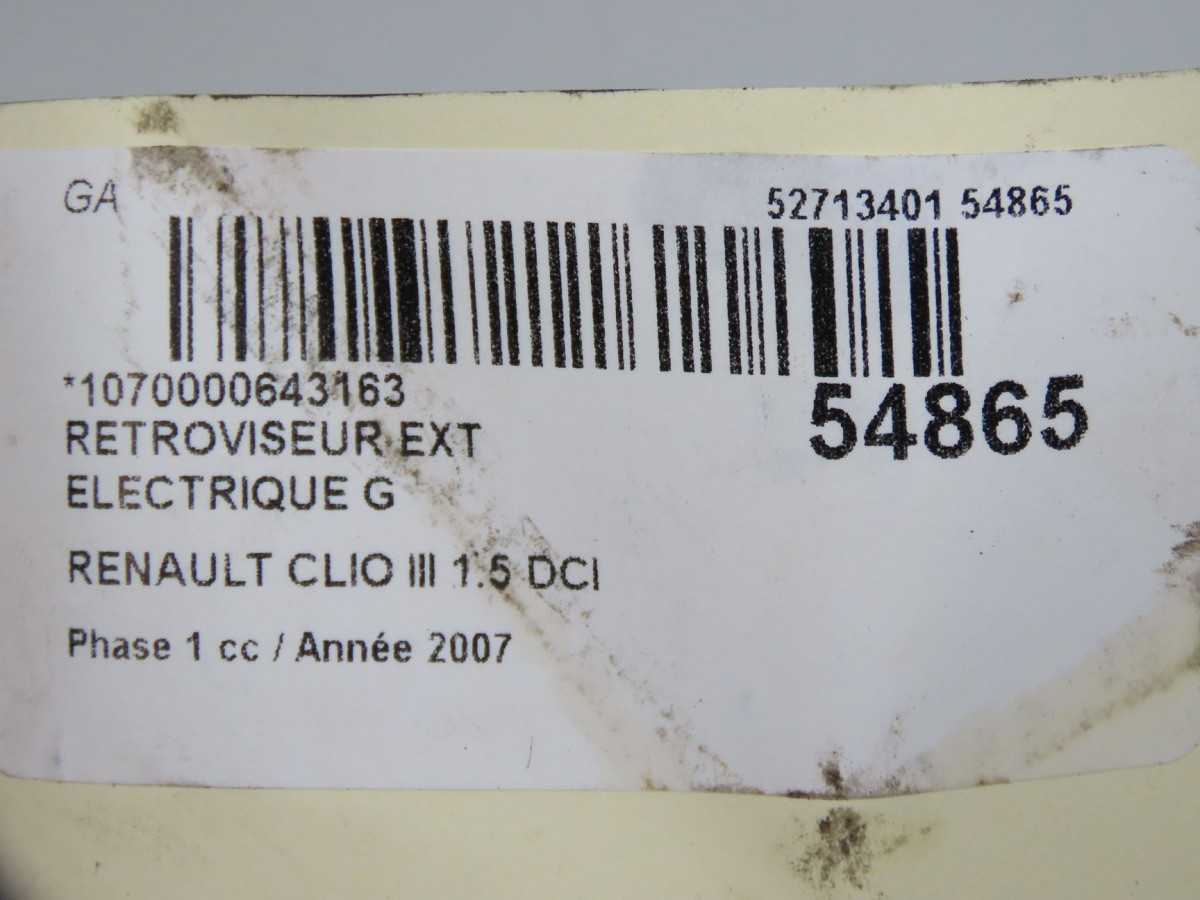 GA
52713401 54865
*1070000643163
54865
RETROVISEUR EXT
ELECTRIQUE G
RENAULT CLIO III 1.5 DCI
Phase 1 cc / Année 2007